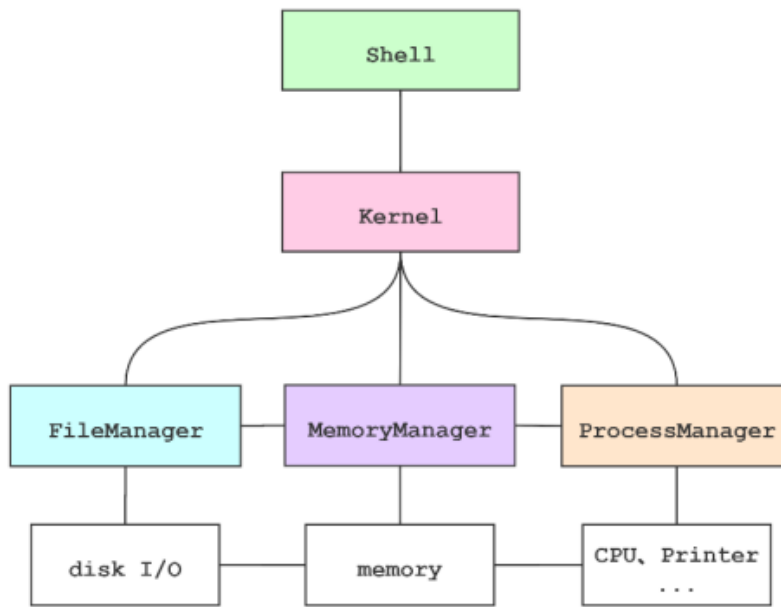 Shell
Kernel
FileManager
MemoryManager
ProcessManager
disk I/O
memory
CPU、Printer
...